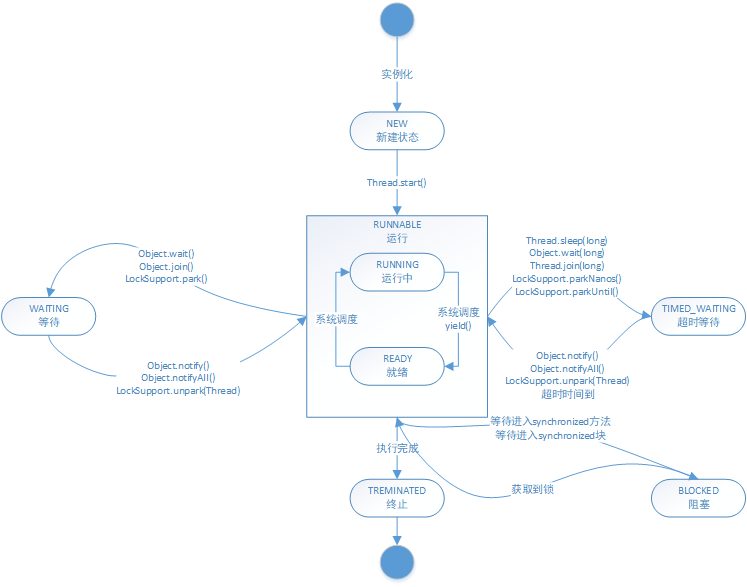 实例化
NEW
新建状态
Thread.start()
RUNNABLE
运行
RUNNING
运行中
系统调度
系统调度
yield()
READY
就绪
Object.wait()
Object.join()
LockSupport.park()
WAITING
等待
Object.notify()
Object.notifyAll()
LockSupport.unpark(Thread)
Thread.sleep(long)
Object.wait(long)
Thread.join(long)
LockSupport.parkNanos()
LockSupport.parkUntil()
TIMED_WAITING
超时等待
Object.notify()
Object.notifyAll()
LockSupport.unpark(Thread)
超时时间到
等待进入synchronized方法
等待进入synchronized块
执行完成
获取到锁
TREMINATED
终止
BLOCKED
阻塞